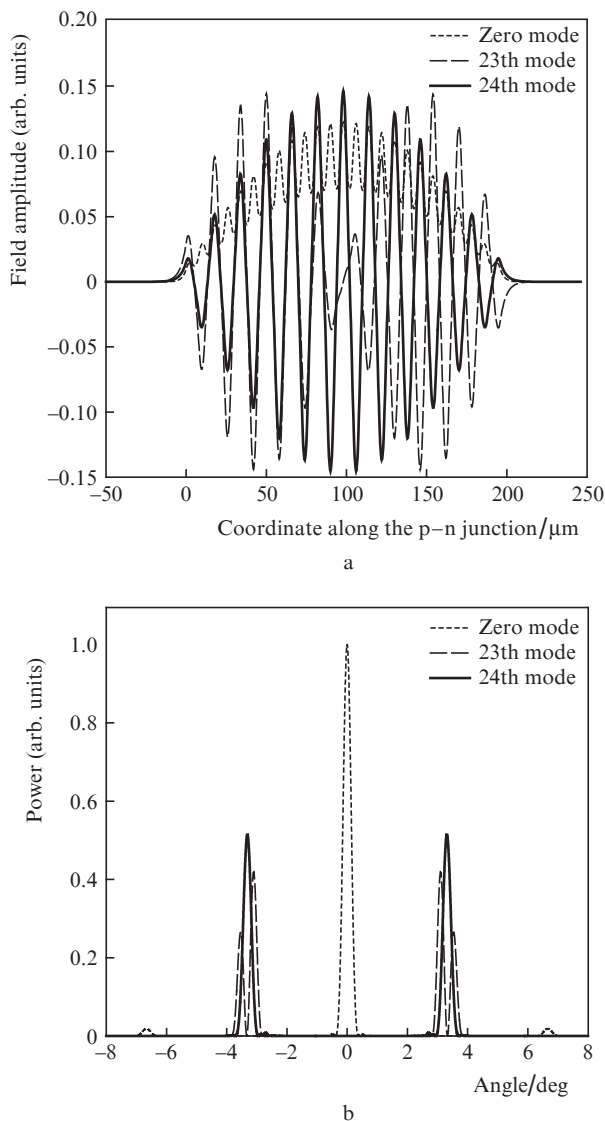 0.20
Zero mode
23th mode
24th mode
Field amplitude (arb. units)
0.15
0.10
0.05
0
−0.05
−0.10
−0.15
−50 0 50 100 150 200 250
Coordinate along the p−n junction/μm
a
Zero mode
23th mode
24th mode
Power (arb. units)
1.0
0.8
0.6
0.4
0.2
0
−8 −6 −4 −2 0 2 4 6 8
Angle/deg
b